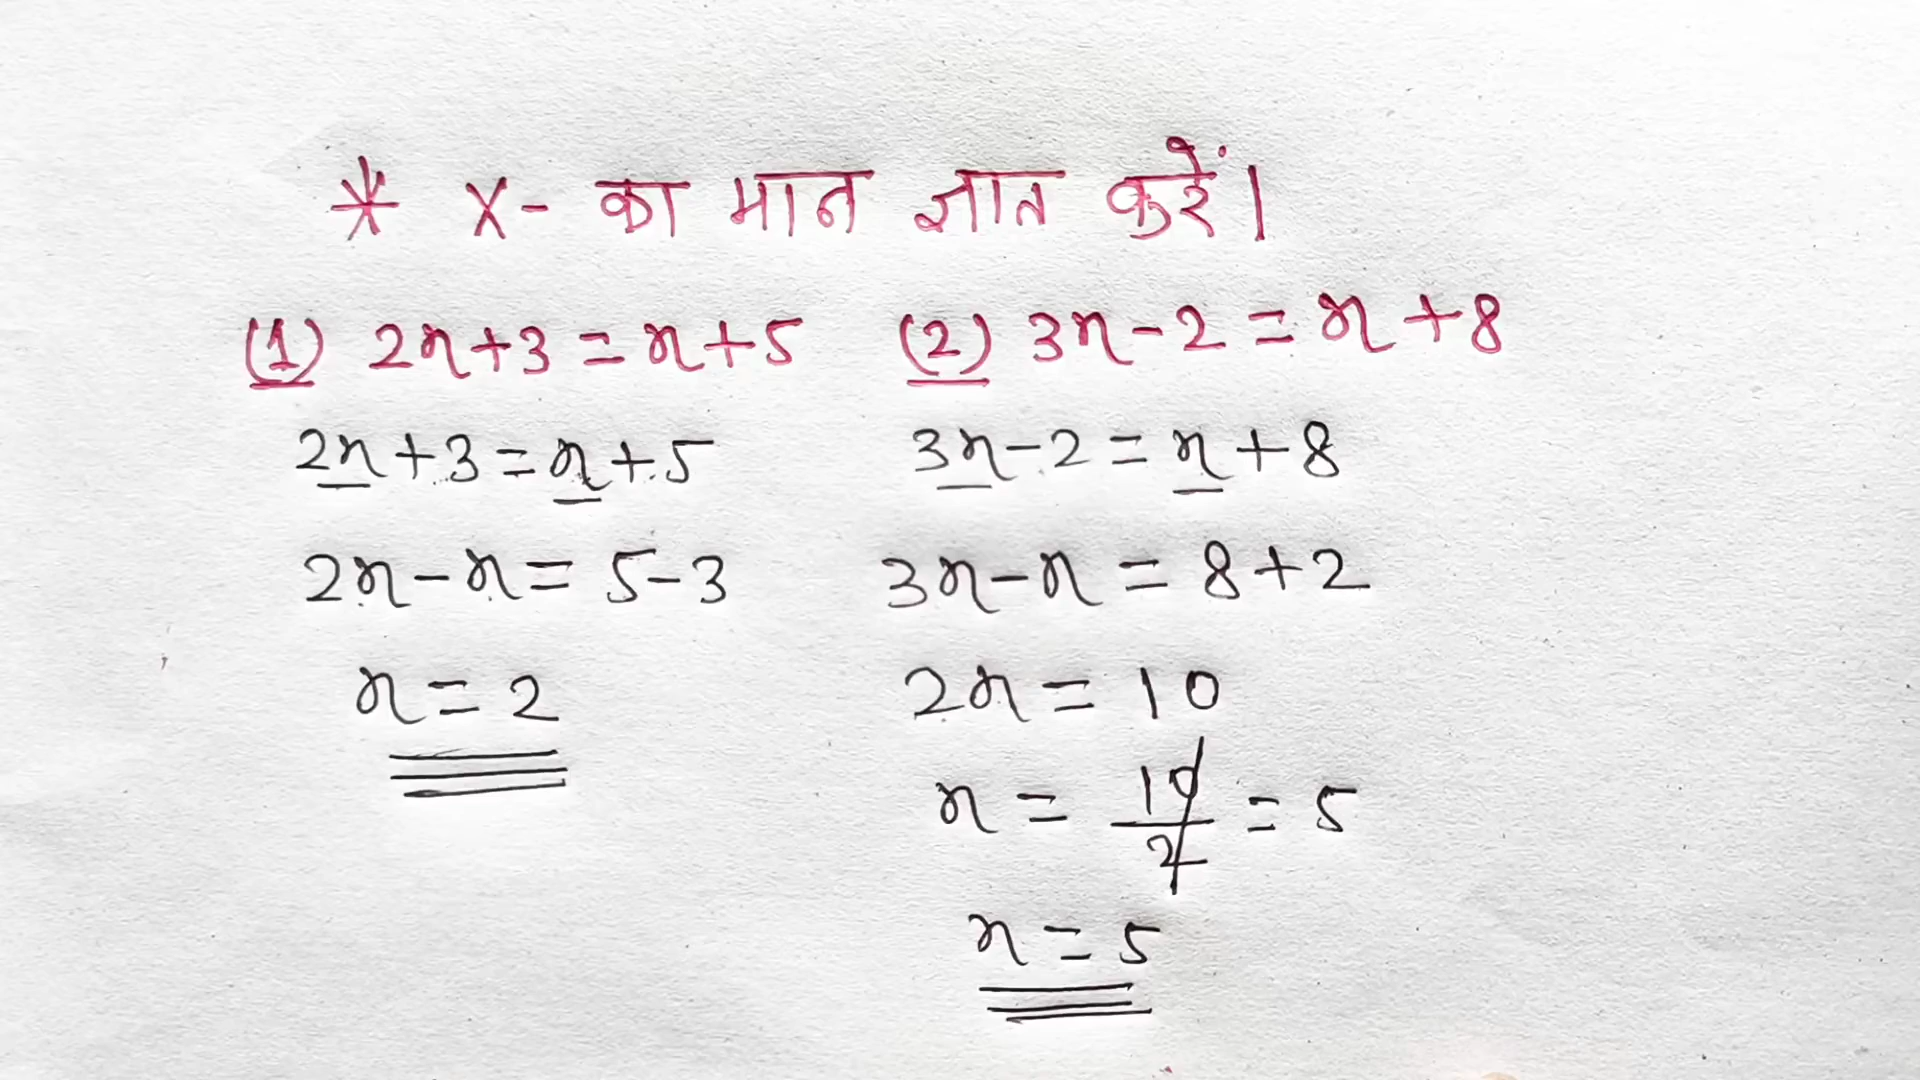 * x- का मान ज्ञात करें।
(1) 2x+3=x+5
2x+3=x+5
2x-x=5-3
x=2
(2) 3x-2=x+8
3x-2=x+8
3x-x=8+2
2x=10
x=10/2=5
x=5